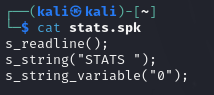 ┌──(kali㉿kali)-[~]
└─$ cat stats.spk
s_readline();
s_string("STATS ");
s_string_variable("0");